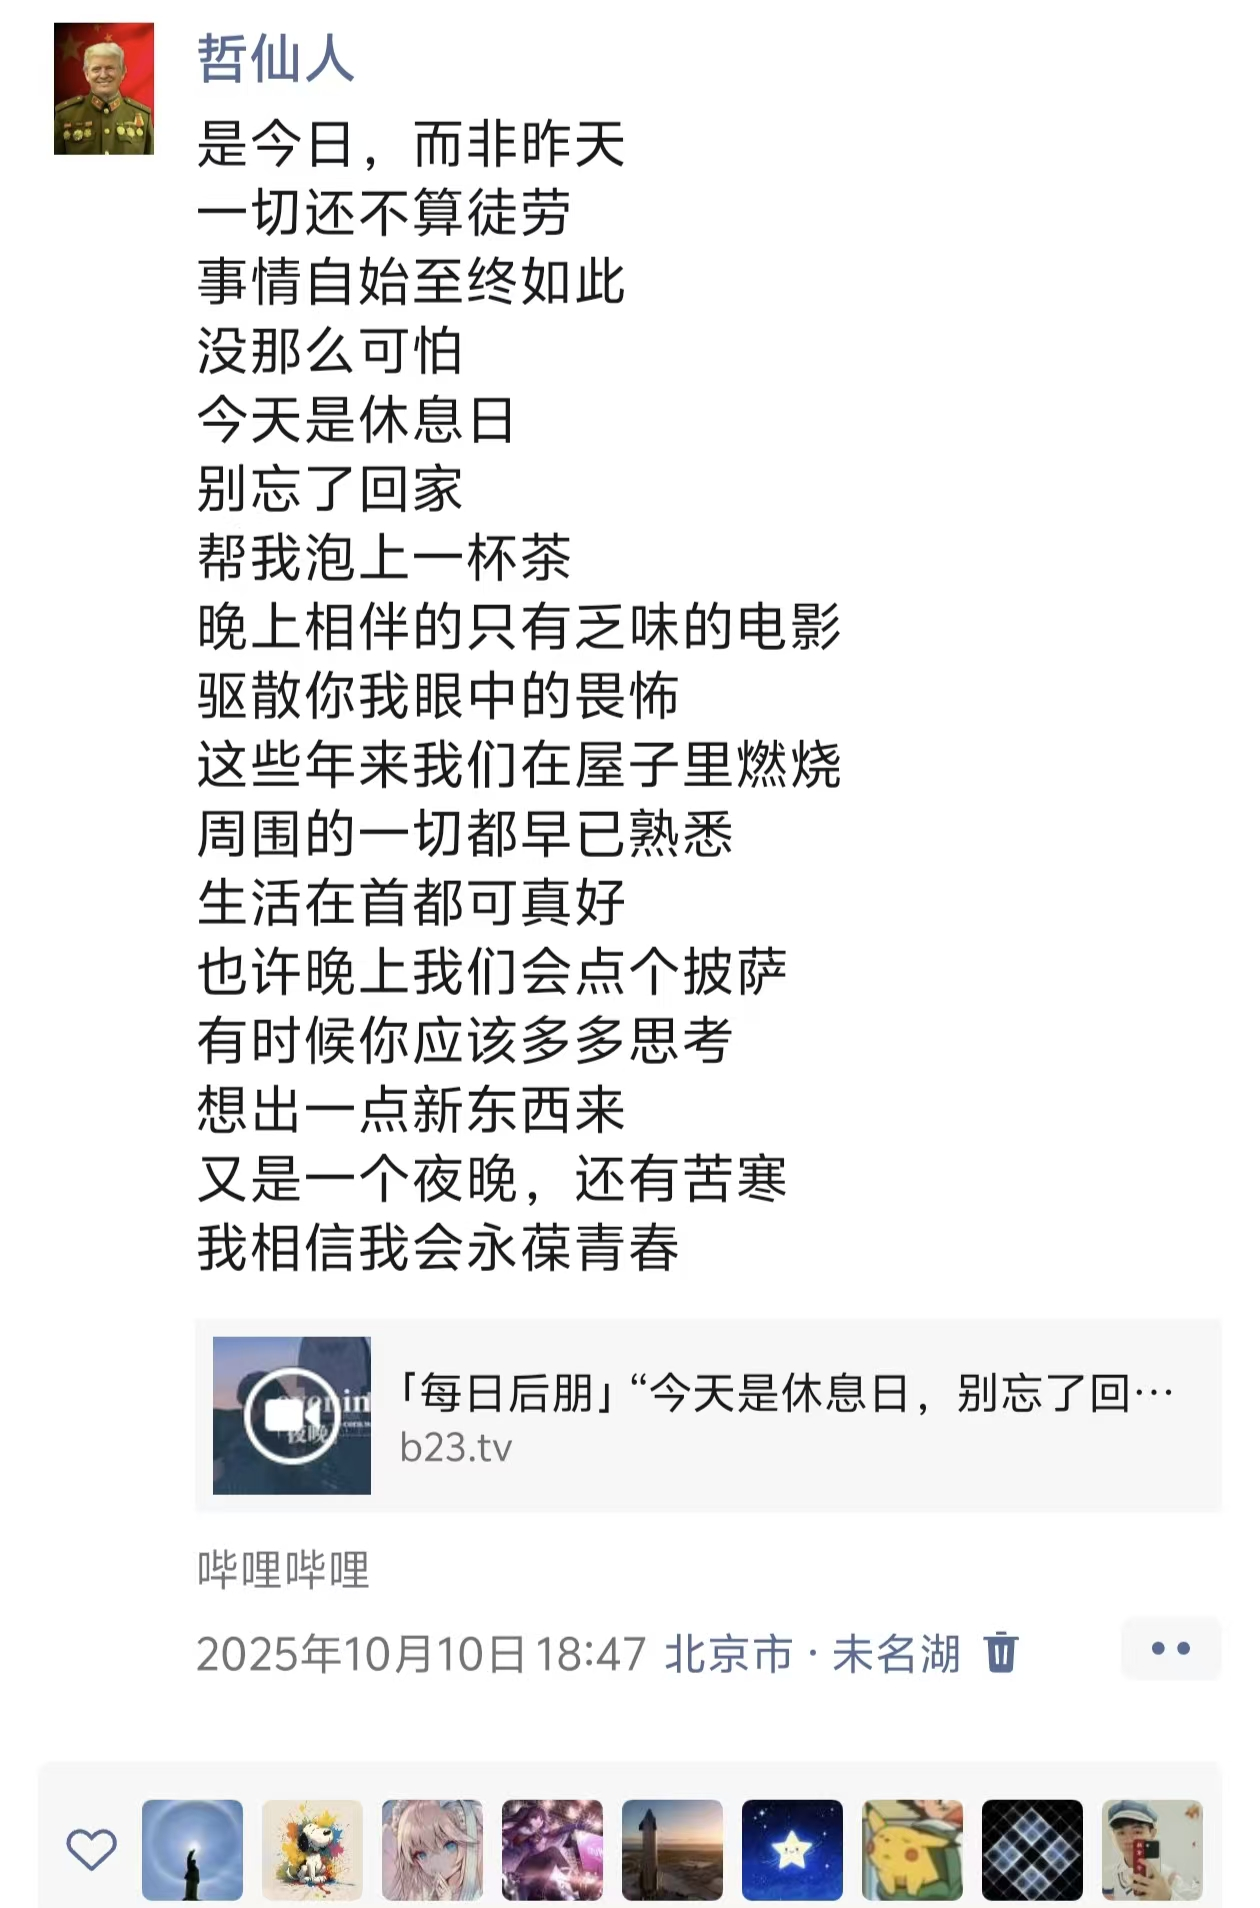 哲仙人
是今日，而非昨天
一切还不算徒劳
事情自始至终如此
没那么可怕
今天是休息日
别忘了回家
帮我泡上一杯茶
晚上相伴的只有乏味的电影
驱散你我眼中的畏怖
这些年来我们在屋子里燃烧
周围的一切都早已熟悉
生活在首都可真好
也许晚上我们会点个披萨
有时候你应该多多思考
想出一点新东西来
又是一个夜晚，还有苦寒
我相信我会永葆青春
「每日后朋」“今天是休息日，别忘了回…
b23.tv
哔哩哔哩
2025年10月10日 18:47 北京市 · 未名湖